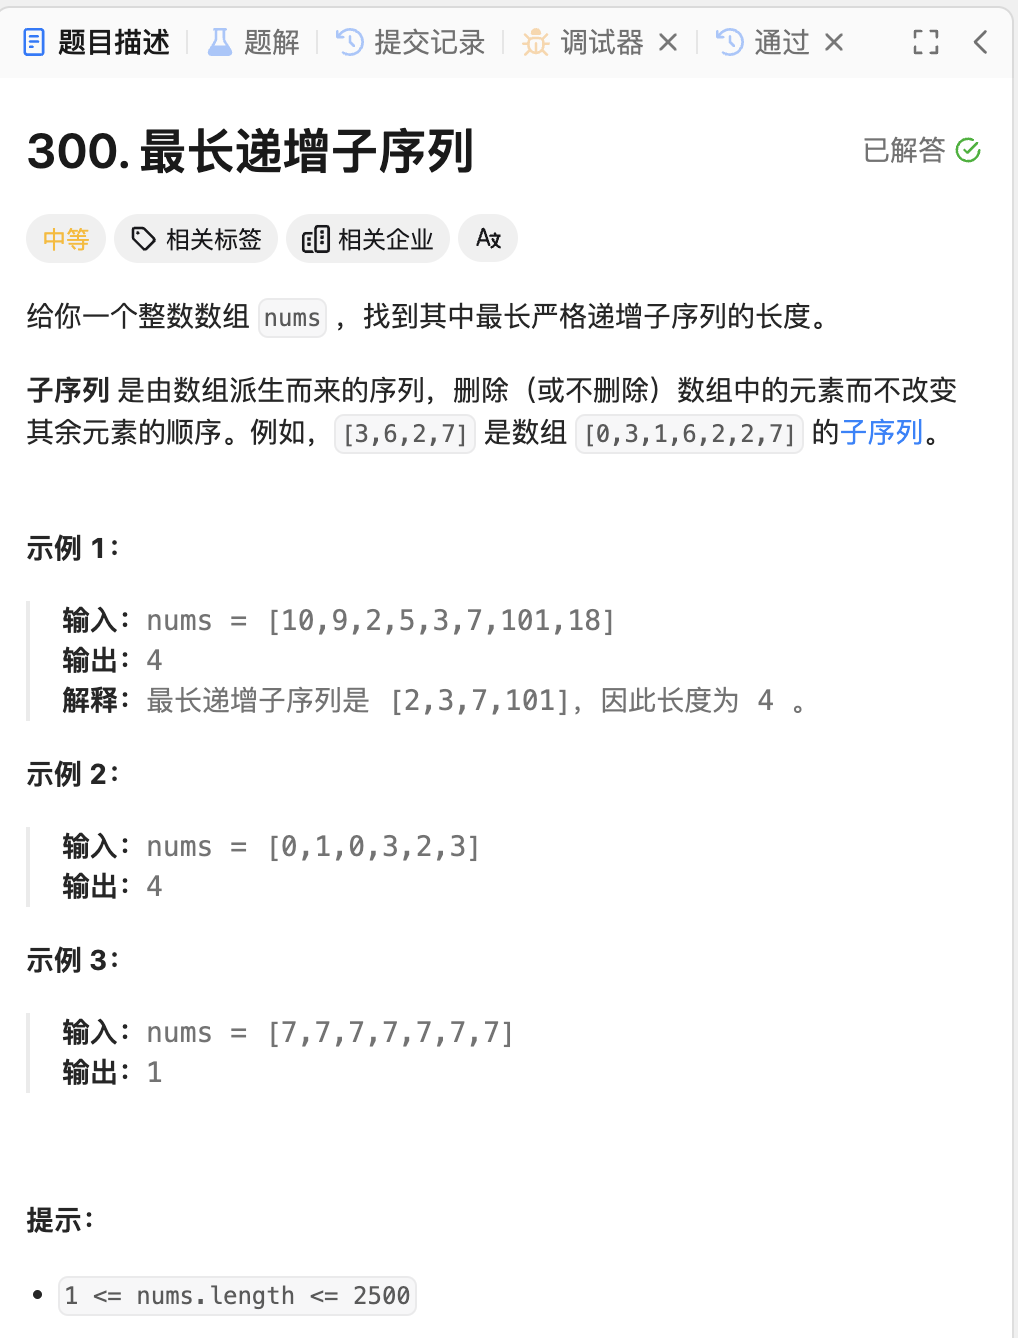 题目描述 题解 提交记录 调试器 通过
300. 最长递增子序列 已解答
中等 相关标签 相关企业
给你一个整数数组 nums ，找到其中最长严格递增子序列的长度。
子序列 是由数组派生而来的序列，删除（或不删除）数组中的元素而不改变
其余元素的顺序。例如，[3,6,2,7] 是数组 [0,3,1,6,2,2,7] 的子序列。
示例 1：
输入：nums = [10,9,2,5,3,7,101,18]
输出：4
解释：最长递增子序列是 [2,3,7,101]，因此长度为 4 。
示例 2：
输入：nums = [0,1,0,3,2,3]
输出：4
示例 3：
输入：nums = [7,7,7,7,7,7,7]
输出：1
提示：
1 <= nums.length <= 2500